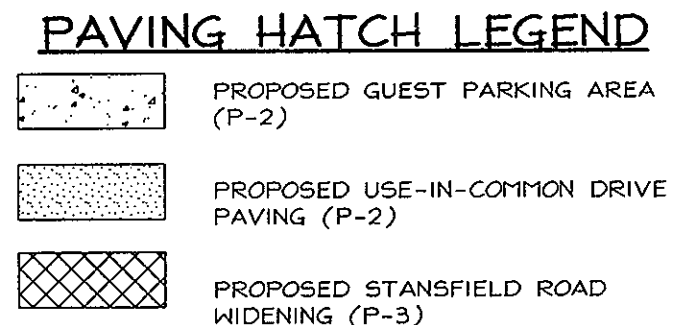 PAVING HATCH LEGEND
PROPOSED GUEST PARKING AREA
(P-2)
PROPOSED USE-IN-COMMON DRIVE
PAVING (P-2)
PROPOSED STANSFIELD ROAD
WIDENING (P-3)